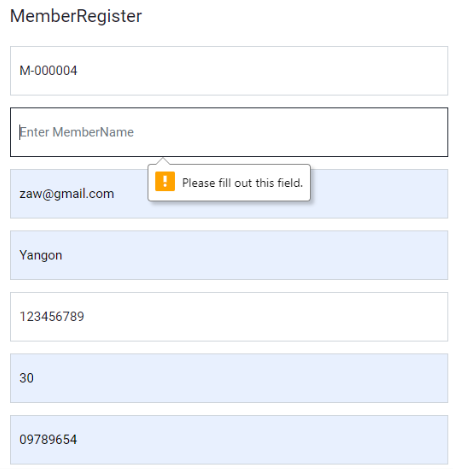 MemberRegister
M-000004
Enter MemberName
Please fill out this field.
zaw@gmail.com
Yangon
123456789
30
09789654